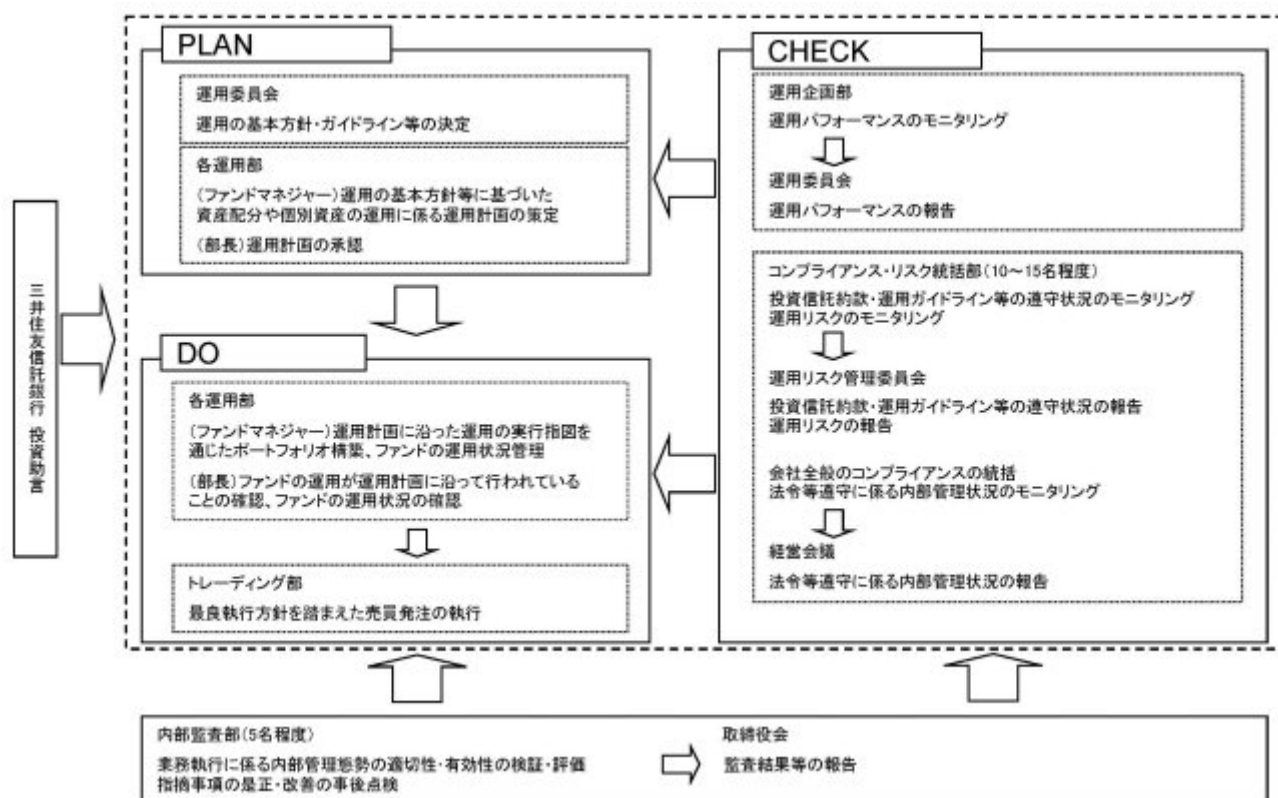 三井住友信託銀行 投資助言
PLAN
運用委員会
運用の基本方針・ガイドライン等の決定
各運用部
(ファンドマネジャー)運用の基本方針等に基づいた
資産配分や個別資産の運用に係る運用計画の策定
(部長)運用計画の承認
DO
各運用部
(ファンドマネジャー)運用計画に沿った運用の実行指図を
通じたポートフォリオ構築、ファンドの運用状況管理
(部長)ファンドの運用が運用計画に沿って行われている
ことの確認、ファンドの運用状況の確認
トレーディング部
最良執行方針を踏まえた売買発注の執行
CHECK
運用企画部
運用パフォーマンスのモニタリング
運用委員会
運用パフォーマンスの報告
コンプライアンス・リスク統括部(10～15名程度)
投資信託約款・運用ガイドライン等の遵守状況のモニタリング
運用リスクのモニタリング
運用リスク管理委員会
投資信託約款・運用ガイドライン等の遵守状況の報告
運用リスクの報告
会社全般のコンプライアンスの統括
法令等遵守に係る内部管理状況のモニタリング
経営会議
法令等遵守に係る内部管理状況の報告
内部監査部(5名程度)
業務執行に係る内部管理態勢の適切性・有効性の検証・評価
指摘事項の是正・改善の事後点検
取締役会
監査結果等の報告